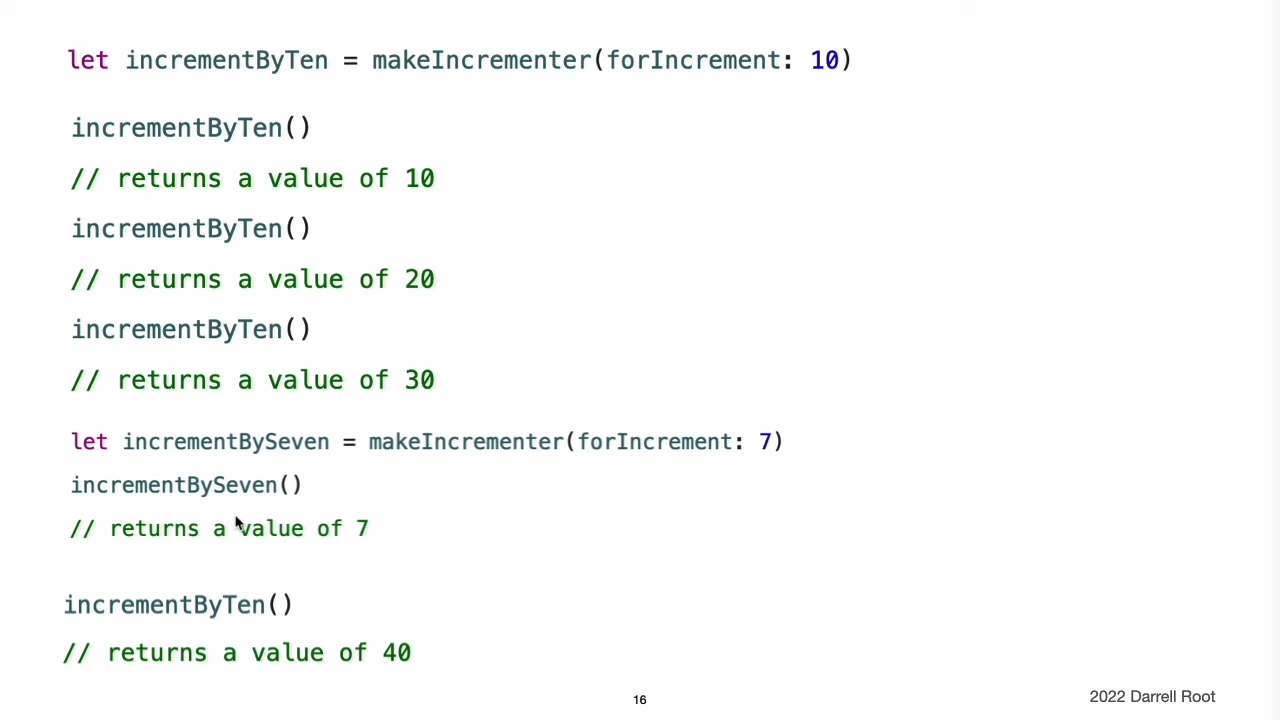 let incrementByTen = makeIncrementer(forIncrement: 10)
incrementByTen()
// returns a value of 10
incrementByTen()
// returns a value of 20
incrementByTen()
// returns a value of 30
let incrementBySeven = makeIncrementer(forIncrement: 7)
incrementBySeven()
// returns a value of 7
incrementByTen()
// returns a value of 40
16
2022 Darrell Root